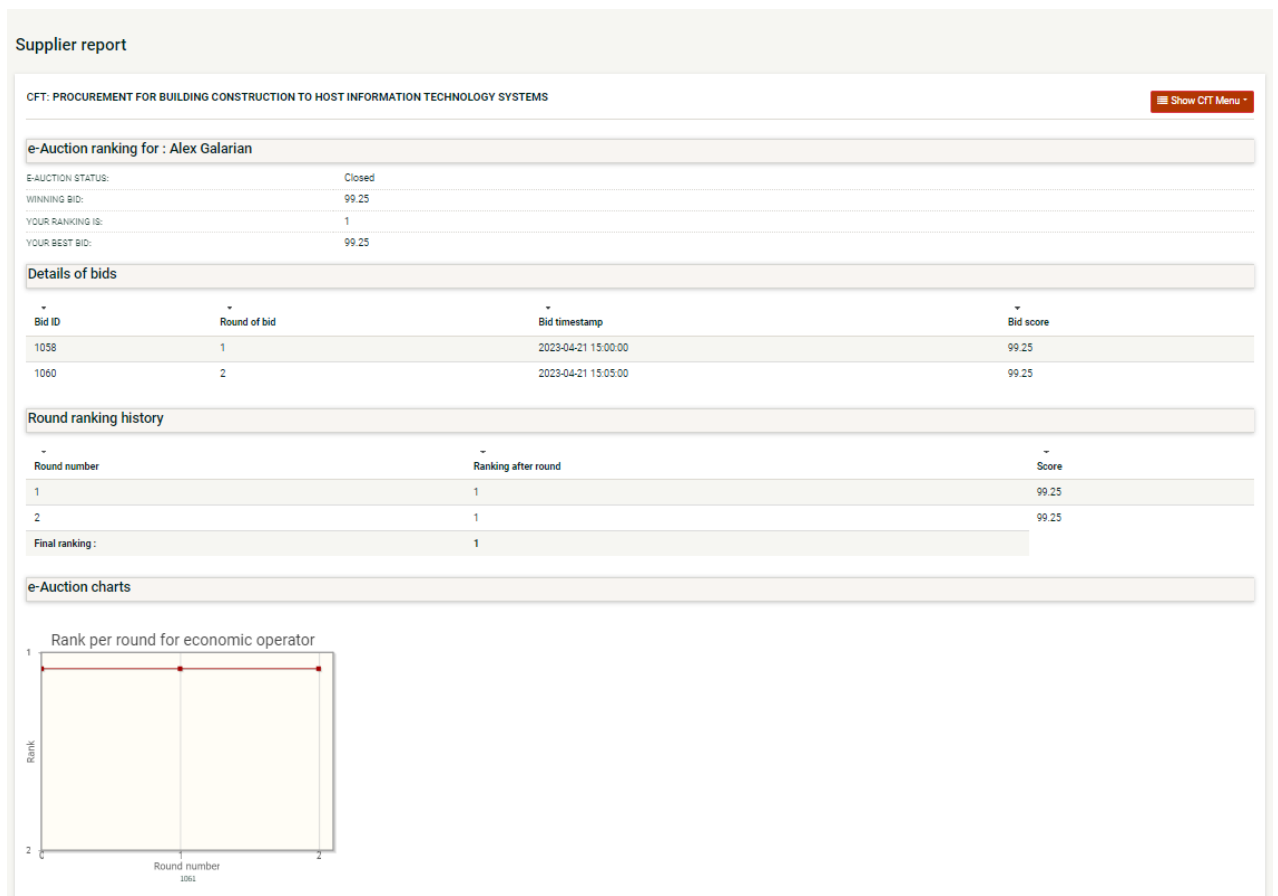 Supplier report
CFT: PROCUREMENT FOR BUILDING CONSTRUCTION TO HOST INFORMATION TECHNOLOGY SYSTEMS
Show CfT Menu
e-Auction ranking for : Alex Galarian
E-AUCTION STATUS: Closed
WINNING BID: 99.25
YOUR RANKING IS: 1
YOUR BEST BID: 99.25
Details of bids
Bid ID Round of bid Bid timestamp Bid score
1058 1 2023-04-21 15:00:00 99.25
1060 2 2023-04-21 15:05:00 99.25
Round ranking history
Round number Ranking after round Score
1 1 99.25
2 1 99.25
Final ranking : 1
e-Auction charts
Rank per round for economic operator
1
Rank
2
0 1 2
Round number
1061